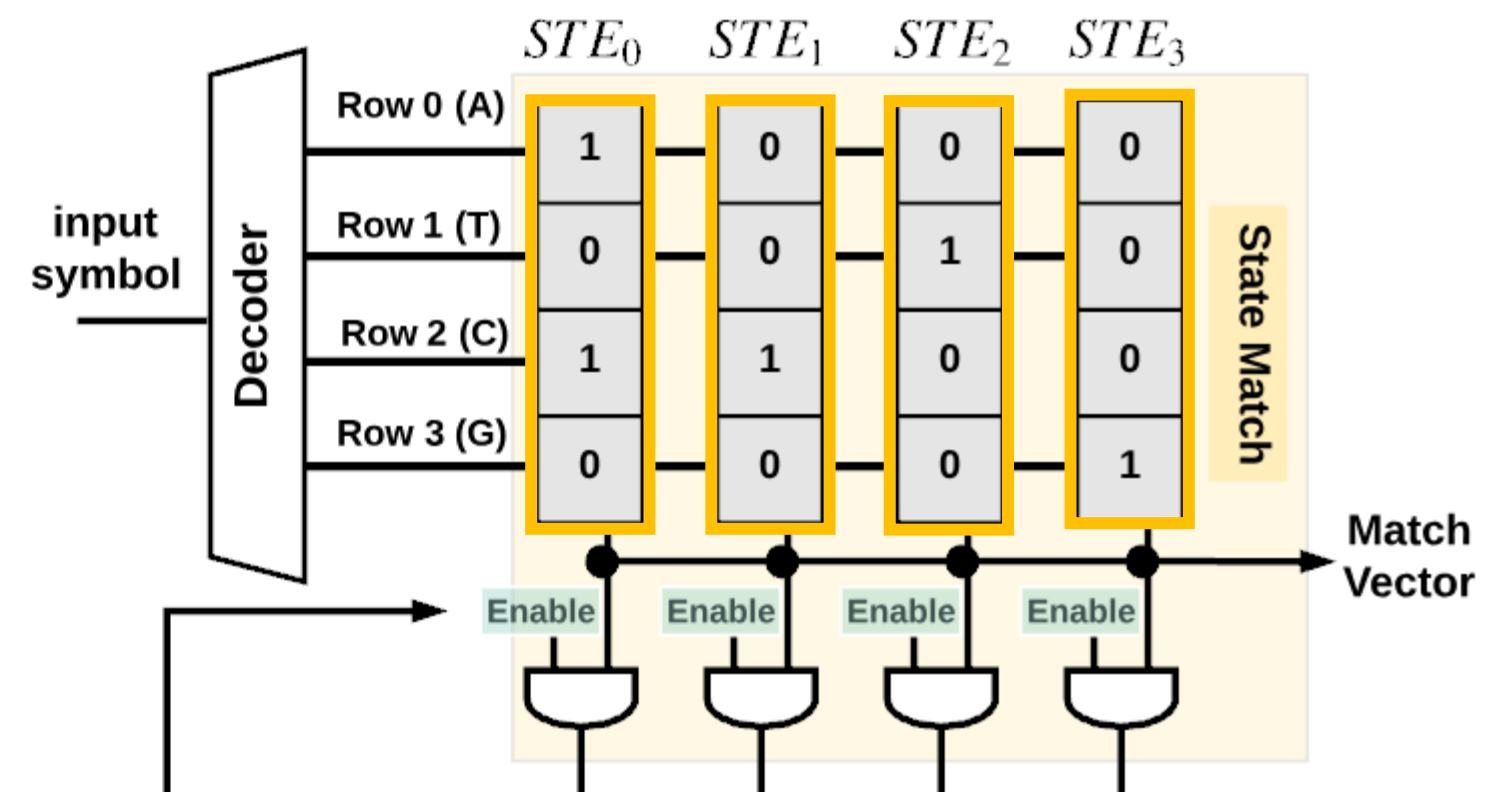 STE0 STE1 STE2 STE3
Row 0 (A)
1 0 0 0
Row 1 (T)
0 0 1 0
input
symbol
Decoder
Row 2 (C)
1 1 0 0
Row 3 (G)
0 0 0 1
State Match
Match
Vector
Enable Enable Enable Enable